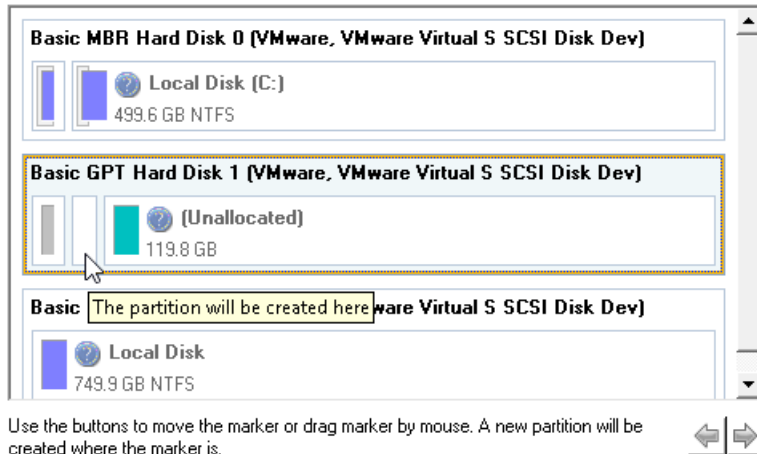 Basic MBR Hard Disk 0 (VMware, VMware Virtual S SCSI Disk Dev)
Local Disk (C:)
499.6 GB NTFS
Basic GPT Hard Disk 1 (VMware, VMware Virtual S SCSI Disk Dev)
(Unallocated)
119.8 GB
Basic The partition will be created here ware Virtual S SCSI Disk Dev)
Local Disk
749.9 GB NTFS
Use the buttons to move the marker or drag marker by mouse. A new partition will be
created where the marker is.